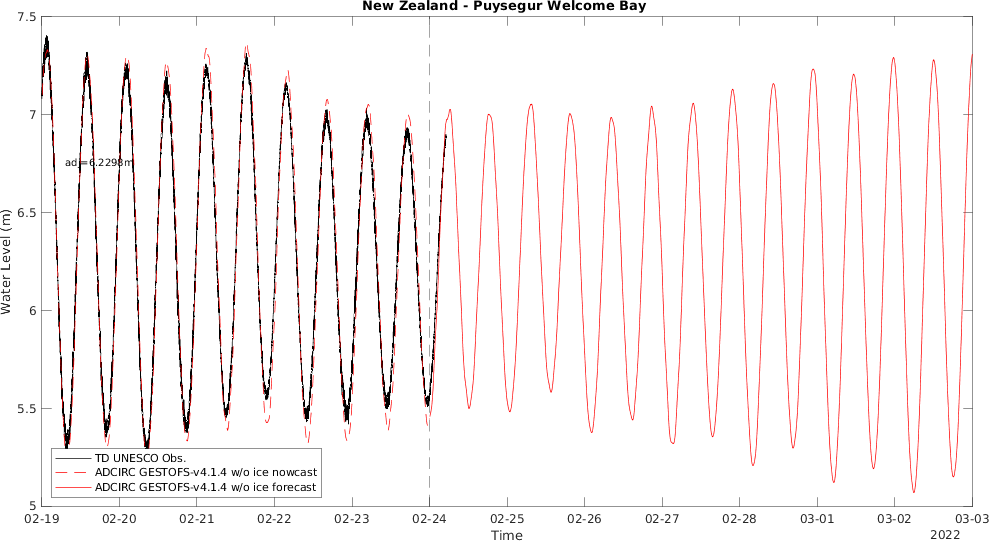 New Zealand - Puysegur Welcome Bay
7.5
7
6.5
6
5.5
5
Water Level (m)
adj=6.2298m
TD UNESCO Obs.
ADCIRC GESTOFS-v4.1.4 w/o ice nowcast
ADCIRC GESTOFS-v4.1.4 w/o ice forecast
02-19 02-20 02-21 02-22 02-23 02-24 02-25 02-26 02-27 02-28 03-01 03-02 03-03
Time
2022